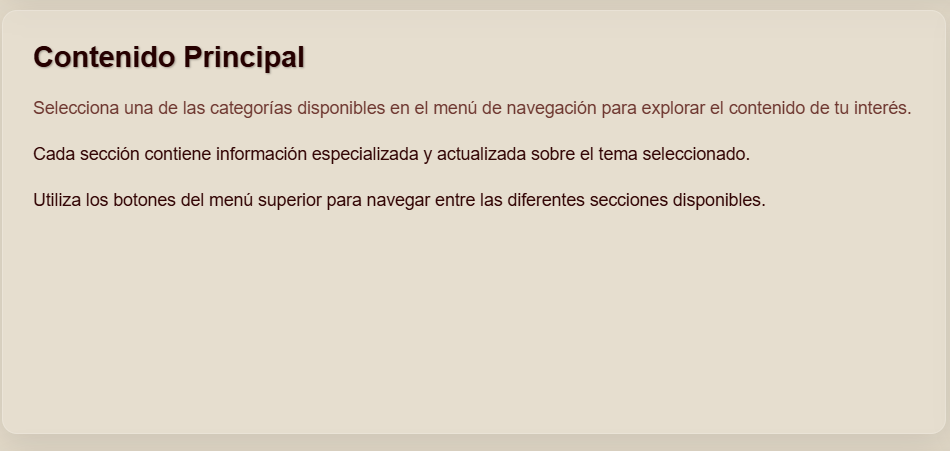 Contenido Principal
Selecciona una de las categorías disponibles en el menú de navegación para explorar el contenido de tu interés.
Cada sección contiene información especializada y actualizada sobre el tema seleccionado.
Utiliza los botones del menú superior para navegar entre las diferentes secciones disponibles.